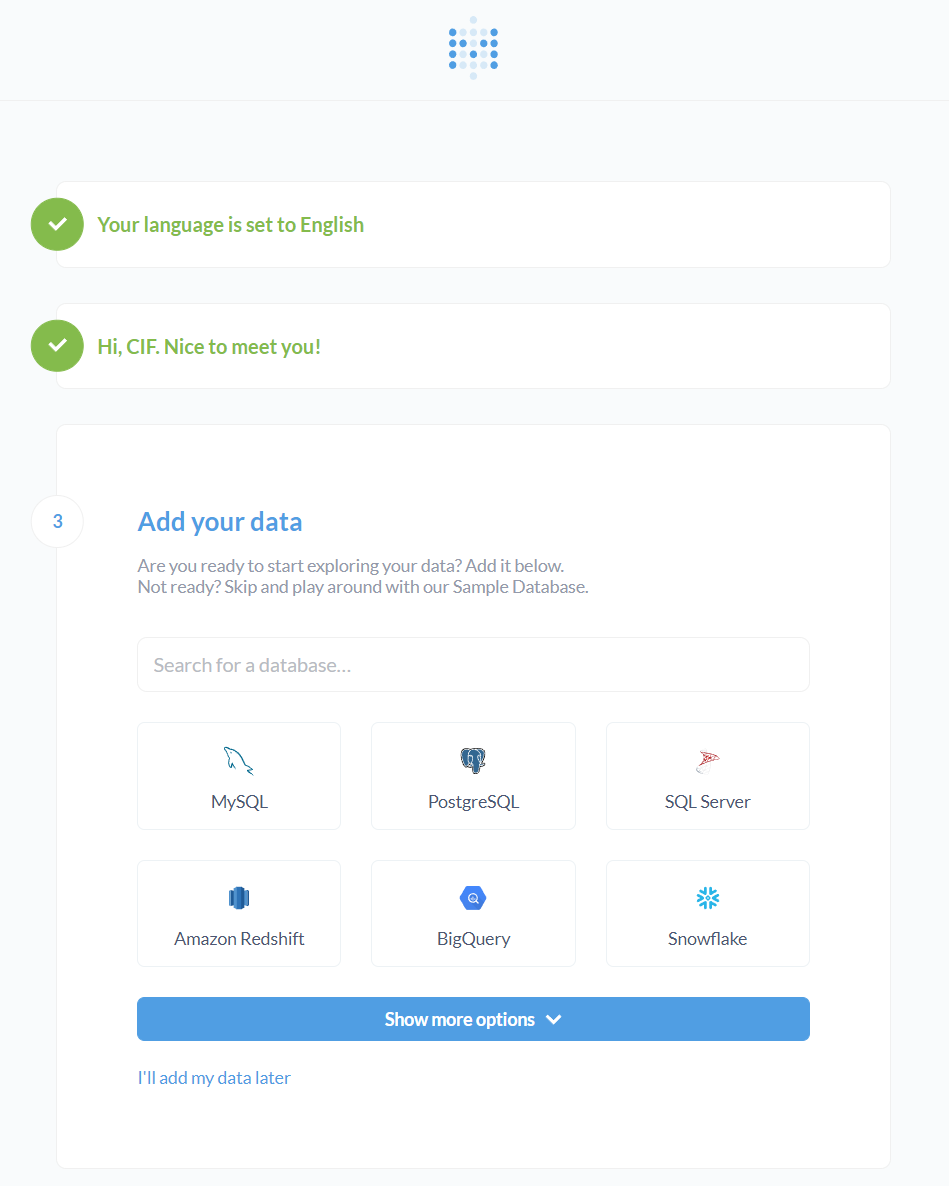 Your language is set to English
Hi, CIF. Nice to meet you!
3
Add your data
Are you ready to start exploring your data? Add it below.
Not ready? Skip and play around with our Sample Database.
Search for a database...
MySQL
PostgreSQL
SQL Server
Amazon Redshift
BigQuery
Snowflake
Show more options
I'll add my data later